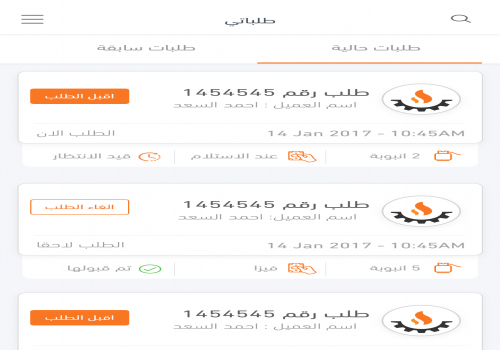 طلباتي
طلبات حالية
طلبات سابقة
طلب رقم 1454545
اقبل الطلب
اسم العميل : احمد السعد
14 Jan 2017 - 10:45AM
الطلب الان
2 انبوبة
عند الاستلام
قيد الانتظار
طلب رقم 1454545
الغاء الطلب
اسم العميل: احمد السعد
14 Jan 2017 - 10:45AM
الطلب لاحقا
5 انبوبة
فيزا
تم قبولها
طلب رقم 1454545
اقبل الطلب
اسم العميل : احمد السعد